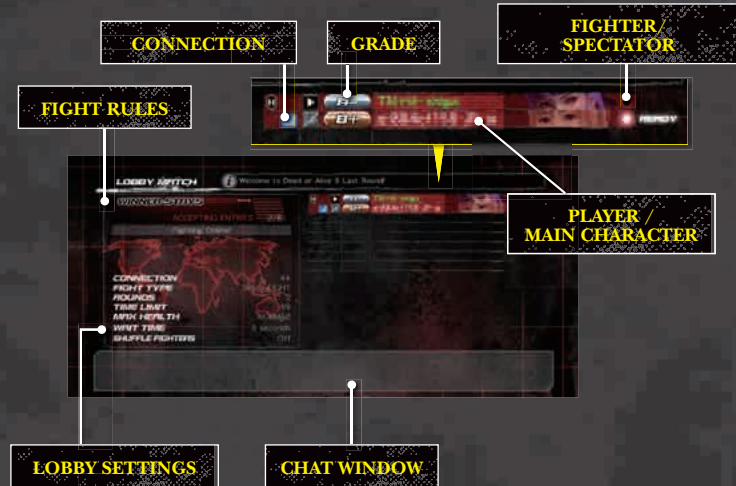 FIGHTER/
SPECTATOR
CONNECTION
GRADE
FIGHT RULES
READY
LOBBY MATCH
Welcome to Dead or Alive 5 Last Round!
WINNER STAYS
ACCEPTING ENTRIES
PLAYER /
MAIN CHARACTER
CONNECTION
FIGHT TYPE
ROUNDS
TIME LIMIT
MAX HEALTH
WAIT TIME
SHUFFLE FIGHTERS Off
LOBBY SETTINGS
CHAT WINDOW